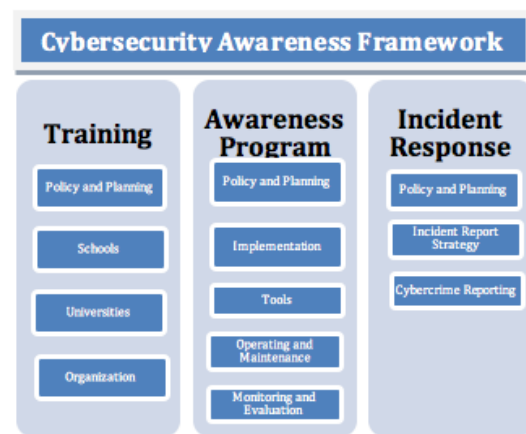 Cybersecurity Awareness Framework
Training
Policy and Planning
Schools
Universities
Organization
Awareness
Program
Policy and Planning
Implementation
Tools
Operating and
Maintenance
Monitoring and
Evaluation
Incident
Response
Policy and Planning
Incident Report
Strategy
Cybercrime Reporting